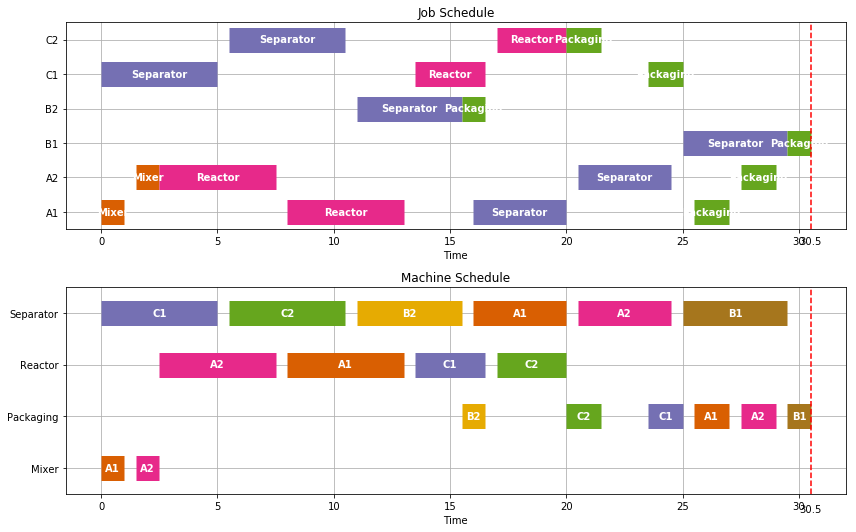 Job Schedule
C2 Separator Reactor Packaging
C1 Separator Reactor Packaging
B2 Separator Packaging
B1 Separator Packaging
A2 Mixer Reactor Separator Packaging
A1 Mixer Reactor Separator Packaging
0 5 10 15 20 25 30 30.5
Time
Machine Schedule
Separator C1 C2 B2 A1 A2 B1
Reactor A2 A1 C1 C2
Packaging B2 C2 C1 A1 A2 B1
Mixer A1 A2
0 5 10 15 20 25 30
30.5
Time